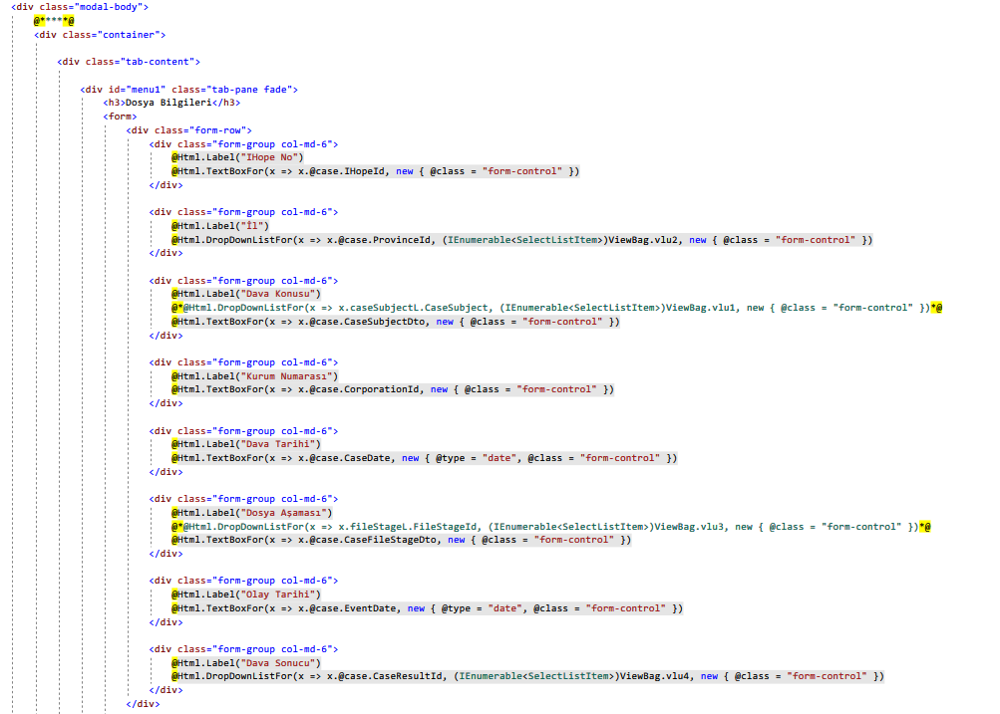 <div class="modal-body">
@*****@
<div class="container">
<div class="tab-content">
<div id="menu1" class="tab-pane fade">
<h3>Dosya Bilgileri</h3>
<form>
<div class="form-row">
<div class="form-group col-md-6">
@Html.Label("IHope No")
@Html.TextBoxFor(x => x.@case.IHopeId, new { @class = "form-control" })
</div>
<div class="form-group col-md-6">
@Html.Label("İl")
@Html.DropDownListFor(x => x.@case.ProvinceId, (IEnumerable<SelectListItem>)ViewBag.vlu2, new { @class = "form-control" })
</div>
<div class="form-group col-md-6">
@Html.Label("Dava Konusu")
@*@Html.DropDownListFor(x => x.caseSubjectL.CaseSubject, (IEnumerable<SelectListItem>)ViewBag.vlu1, new { @class = "form-control" })*@
@Html.TextBoxFor(x => x.@case.CaseSubjectDto, new { @class = "form-control" })
</div>
<div class="form-group col-md-6">
@Html.Label("Kurum Numarası")
@Html.TextBoxFor(x => x.@case.CorporationId, new { @class = "form-control" })
</div>
<div class="form-group col-md-6">
@Html.Label("Dava Tarihi")
@Html.TextBoxFor(x => x.@case.CaseDate, new { @type = "date", @class = "form-control" })
</div>
<div class="form-group col-md-6">
@Html.Label("Dosya Aşaması")
@*@Html.DropDownListFor(x => x.fileStageL.FileStageId, (IEnumerable<SelectListItem>)ViewBag.vlu3, new { @class = "form-control" })*@
@Html.TextBoxFor(x => x.@case.CaseFileStageDto, new { @class = "form-control" })
</div>
<div class="form-group col-md-6">
@Html.Label("Olay Tarihi")
@Html.TextBoxFor(x => x.@case.EventDate, new { @type = "date", @class = "form-control" })
</div>
<div class="form-group col-md-6">
@Html.Label("Dava Sonucu")
@Html.DropDownListFor(x => x.@case.CaseResultId, (IEnumerable<SelectListItem>)ViewBag.vlu4, new { @class = "form-control" })
</div>
</div>